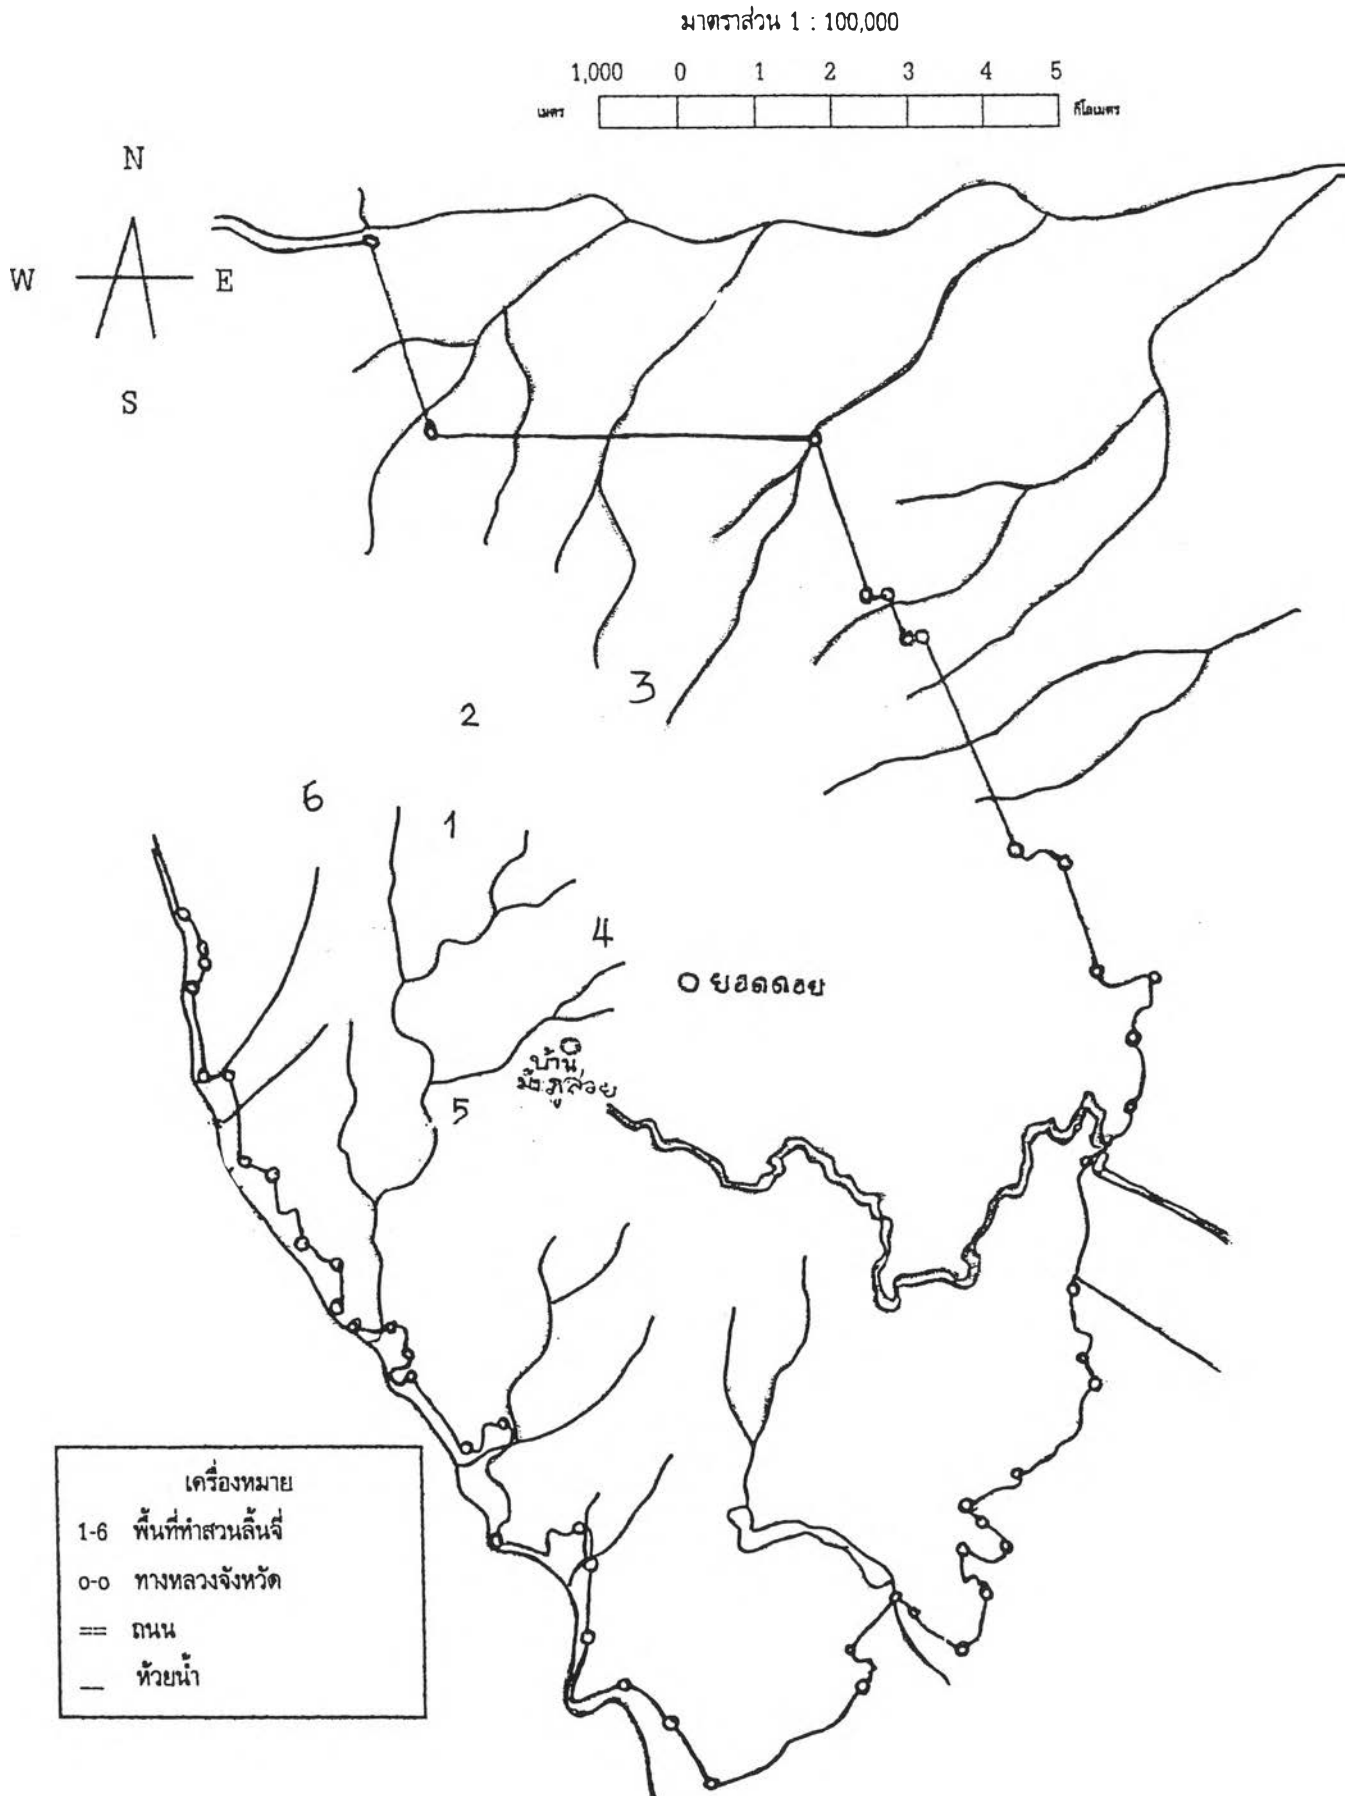 มาตราส่วน 1 : 100,000
1,000 0 1 2 3 4 5
เมตร กิโลเมตร
N
W E
S
3
2
6
1
4
ยอดดอย
บ้าน
5
เครื่องหมาย
1-6 พื้นที่ทำสวนลิ้นจี่
o-o ทางหลวงจังหวัด
== ถนน
— ห้วยน้ำ